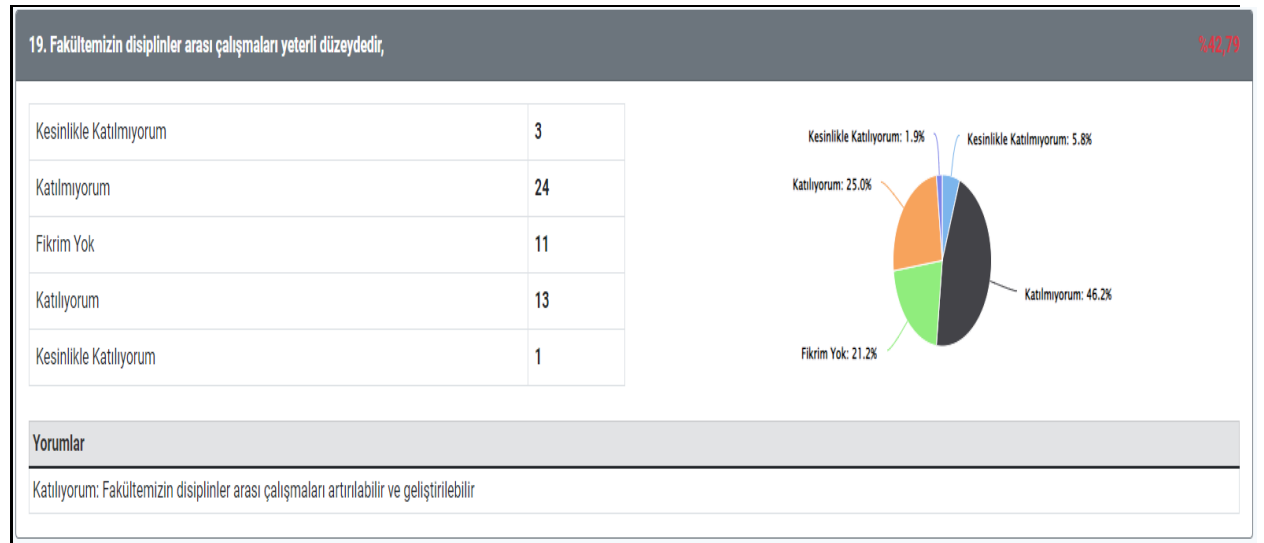 19. Fakültemizin disiplinler arası çalışmaları yeterli düzeydedir, %42,79
Kesinlikle Katılmıyorum 3
Katılmıyorum 24
Fikrim Yok 11
Katılıyorum 13
Kesinlikle Katılıyorum 1
Kesinlikle Katılıyorum: 1.9%
Kesinlikle Katılmıyorum: 5.8%
Katılıyorum: 25.0%
Katılmıyorum: 46.2%
Fikrim Yok: 21.2%
Yorumlar
Katılıyorum: Fakültemizin disiplinler arası çalışmaları artırılabilir ve geliştirilebilir